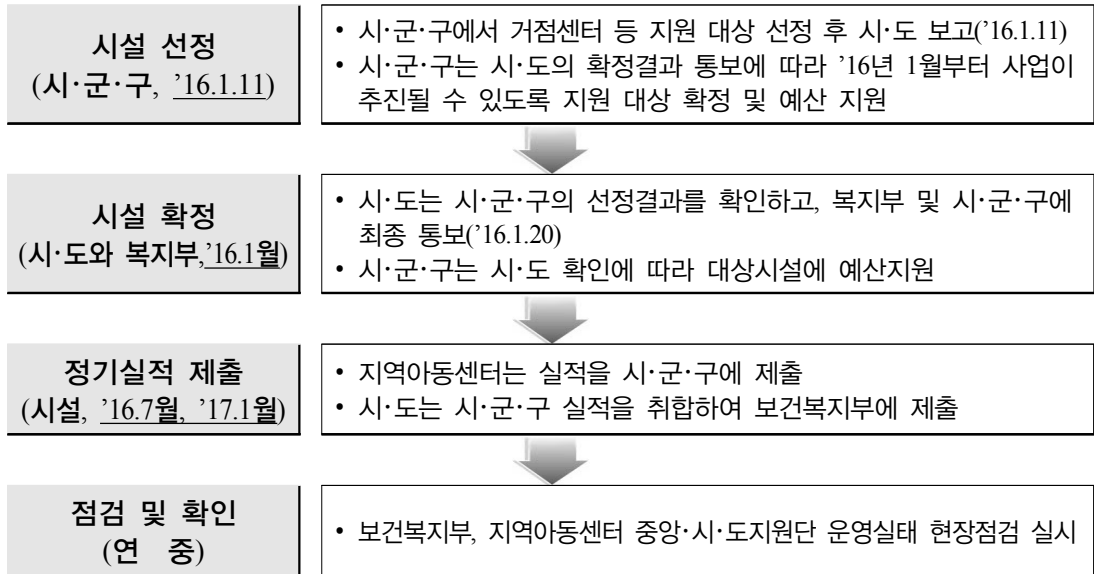 시설 선정
(시·군·구, ’16.1.11)
• 시·군·구에서 거점센터 등 지원 대상 선정 후 시·도 보고(’16.1.11)
• 시·군·구는 시·도의 확정결과 통보에 따라 ’16년 1월부터 사업이
추진될 수 있도록 지원 대상 확정 및 예산 지원
시설 확정
(시·도와 복지부,’16.1월)
• 시·도는 시·군·구의 선정결과를 확인하고, 복지부 및 시·군·구에
최종 통보(’16.1.20)
• 시·군·구는 시·도 확인에 따라 대상시설에 예산지원
정기실적 제출
(시설, ’16.7월, ’17.1월)
• 지역아동센터는 실적을 시·군·구에 제출
• 시·도는 시·군·구 실적을 취합하여 보건복지부에 제출
점검 및 확인
(연 중)
• 보건복지부, 지역아동센터 중앙·시·도지원단 운영실태 현장점검 실시